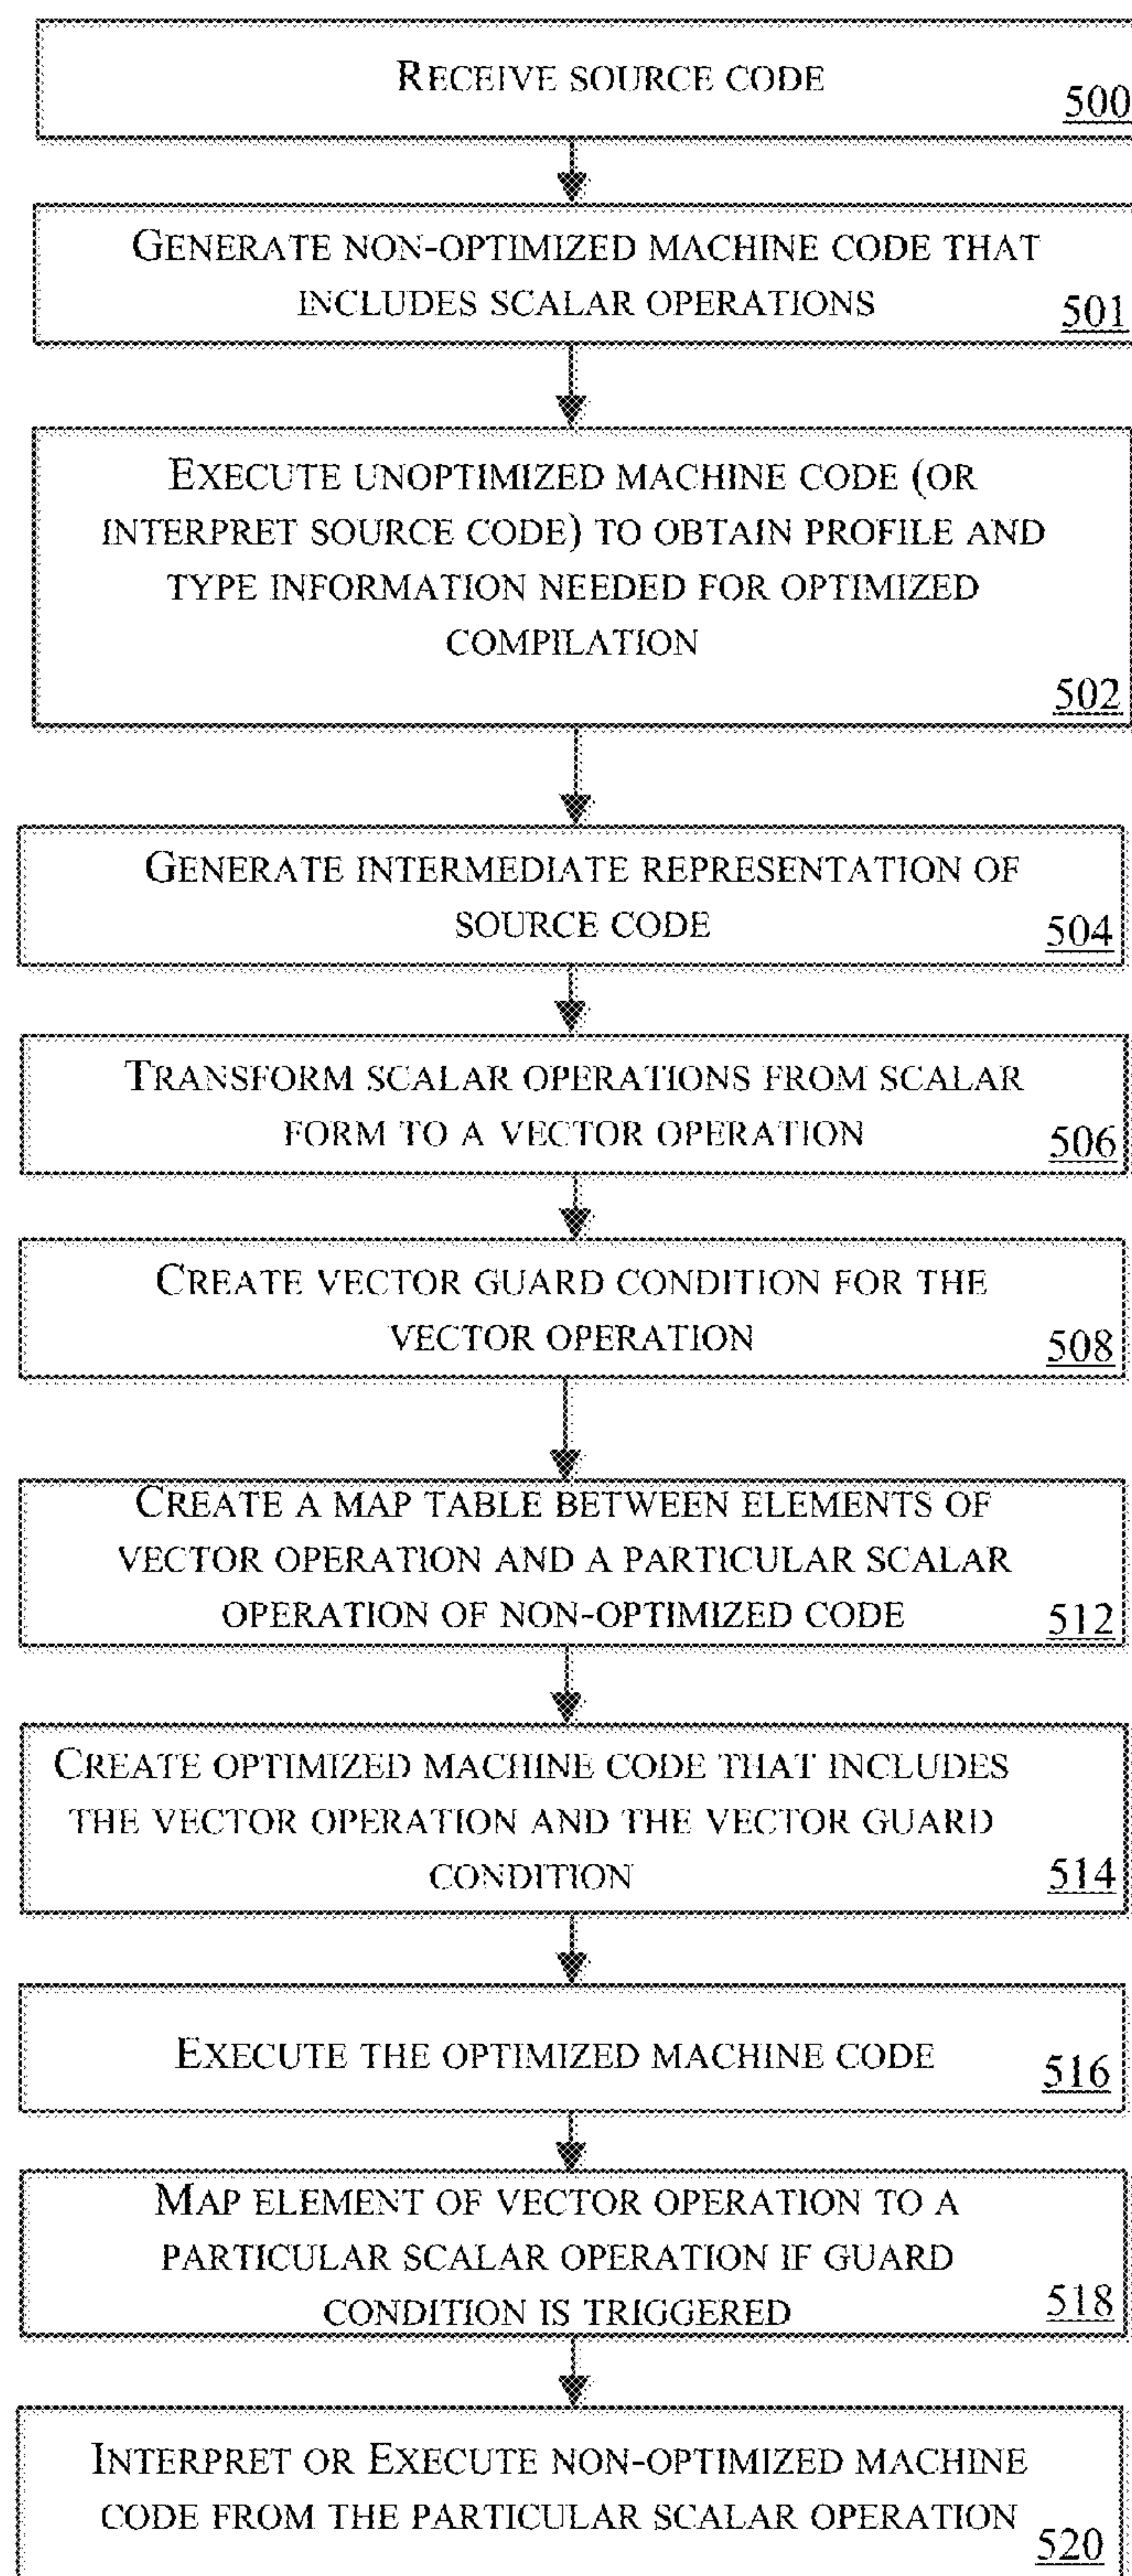 RECEIVE SOURCE CODE
500
GENERATE NON-OPTIMIZED MACHINE CODE THAT
INCLUDES SCALAR OPERATIONS
501
EXECUTE UNOPTIMIZED MACHINE CODE (OR
INTERPRET SOURCE CODE) TO OBTAIN PROFILE AND
TYPE INFORMATION NEEDED FOR OPTIMIZED
COMPILATION
502
GENERATE INTERMEDIATE REPRESENTATION OF
SOURCE CODE
504
TRANSFORM SCALAR OPERATIONS FROM SCALAR
FORM TO A VECTOR OPERATION
506
CREATE VECTOR GUARD CONDITION FOR THE
VECTOR OPERATION
508
CREATE A MAP TABLE BETWEEN ELEMENTS OF
VECTOR OPERATION AND A PARTICULAR SCALAR
OPERATION OF NON-OPTIMIZED CODE
512
CREATE OPTIMIZED MACHINE CODE THAT INCLUDES
THE VECTOR OPERATION AND THE VECTOR GUARD
CONDITION
514
EXECUTE THE OPTIMIZED MACHINE CODE
516
MAP ELEMENT OF VECTOR OPERATION TO A
PARTICULAR SCALAR OPERATION IF GUARD
CONDITION IS TRIGGERED
518
INTERPRET OR EXECUTE NON-OPTIMIZED MACHINE
CODE FROM THE PARTICULAR SCALAR OPERATION
520